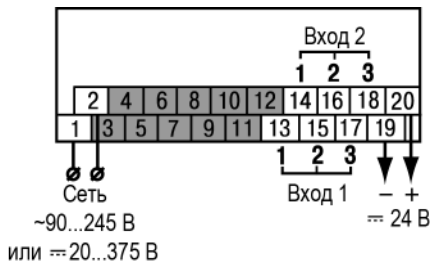 Вход 2
1 2 3
2 4 6 8 10 12 14 16 18 20
1 3 5 7 9 11 13 15 17 19
1 2 3
Сеть Вход 1 − +
~90...245 В ⎓ 24 В
или ⎓20...375 В